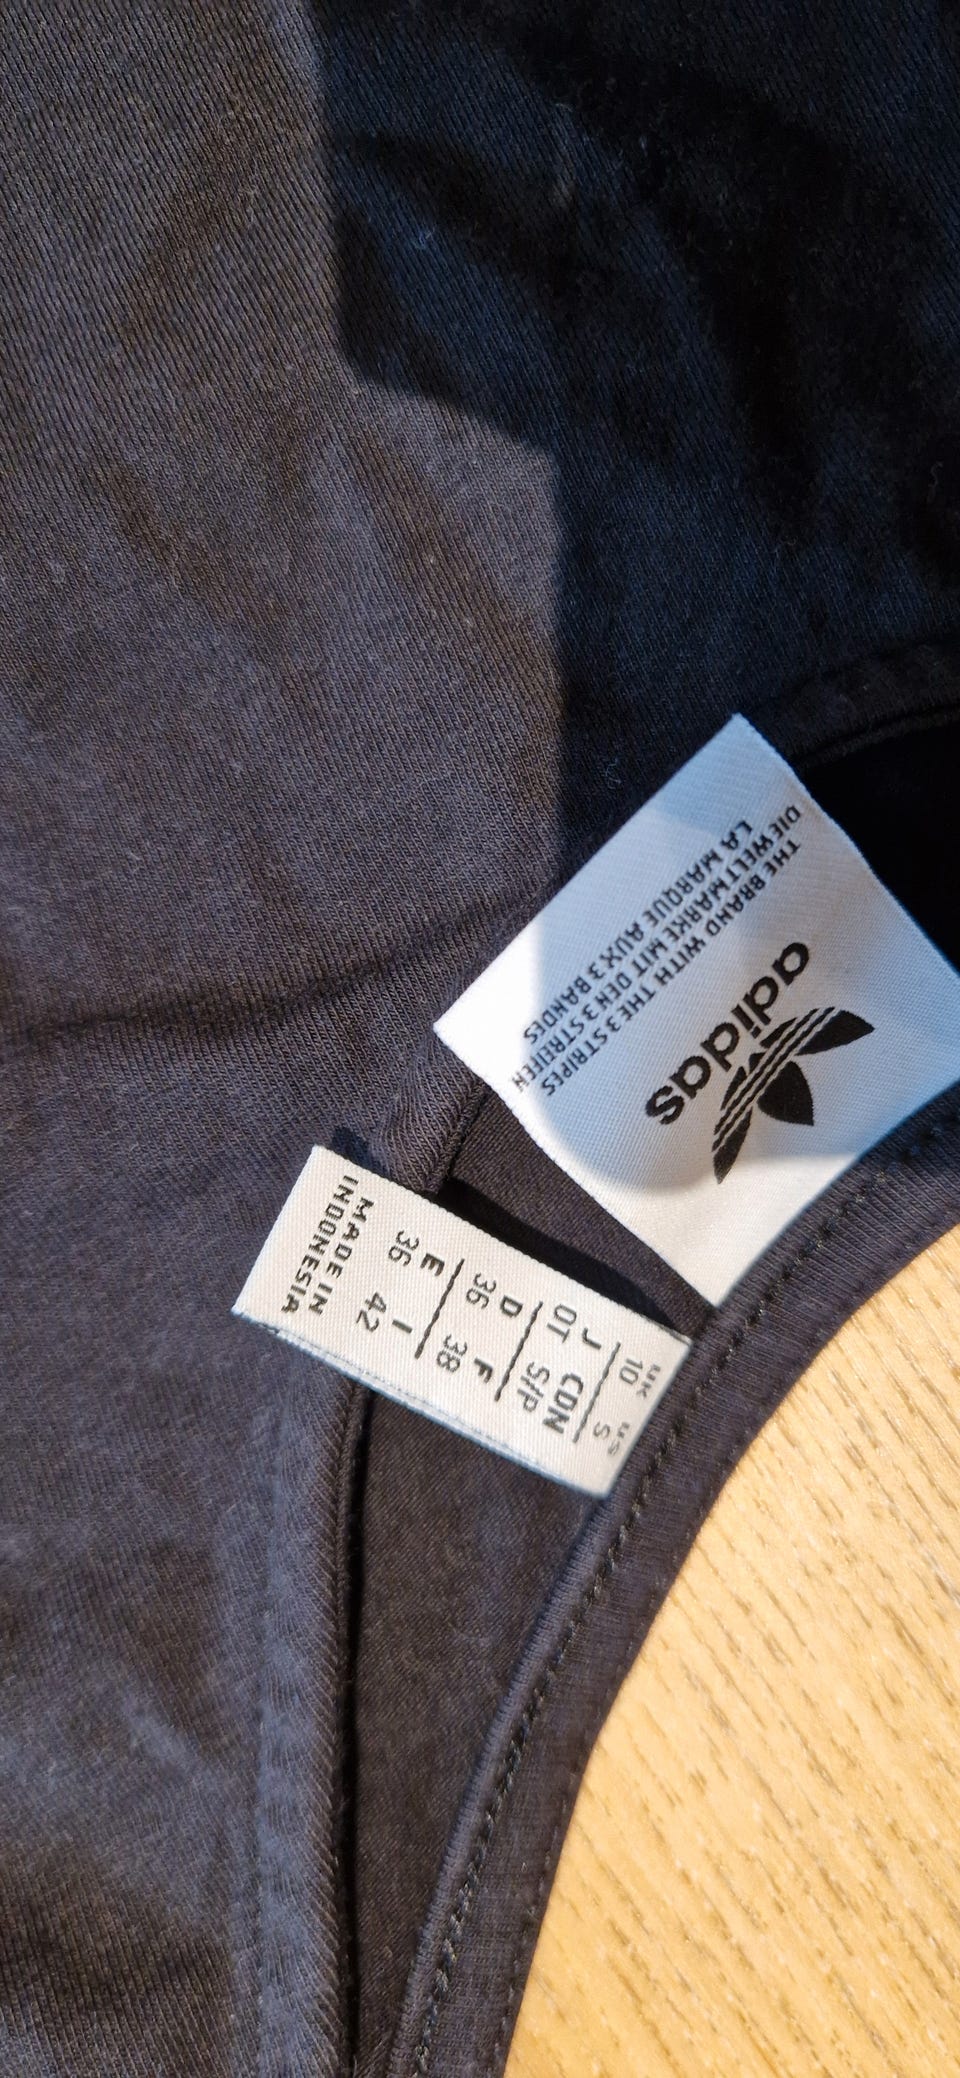 adidas
THE BRAND WITH THE 3 STRIPES
DIE WELTMARKE MIT DEN 3 STREIFEN
LA MARQUE AUX 3 BANDES
UK US
10 S
J CDN
OT S/P
D F
36 38
E I
36 42
MADE IN
INDONESIA